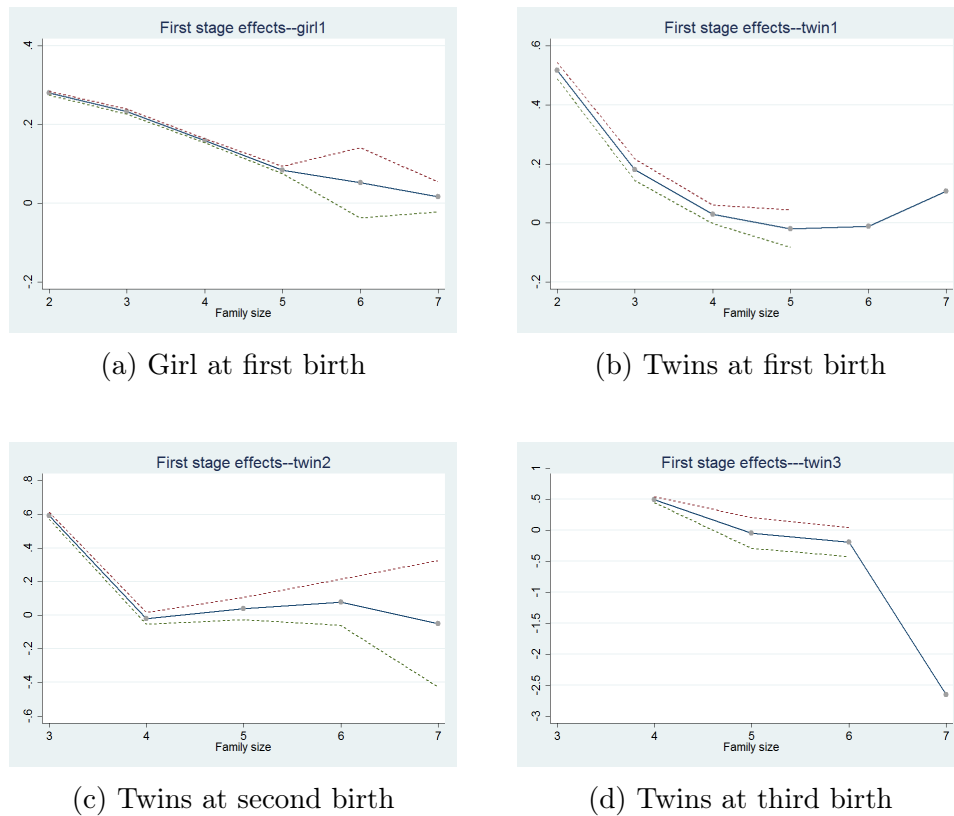 First stage effects--girl1
.4
.2
0
-.2
2 3 4 5 6 7
Family size
(a) Girl at first birth
First stage effects--twin1
.6
.4
.2
0
-.2
2 3 4 5 6 7
Family size
(b) Twins at first birth
First stage effects--twin2
.8
.6
.4
.2
0
-.2
-.4
-.6
3 4 5 6 7
Family size
(c) Twins at second birth
First stage effects---twin3
1
.5
0
-.5
-1
-1.5
-2
-2.5
-3
3 4 5 6 7
Family size
(d) Twins at third birth